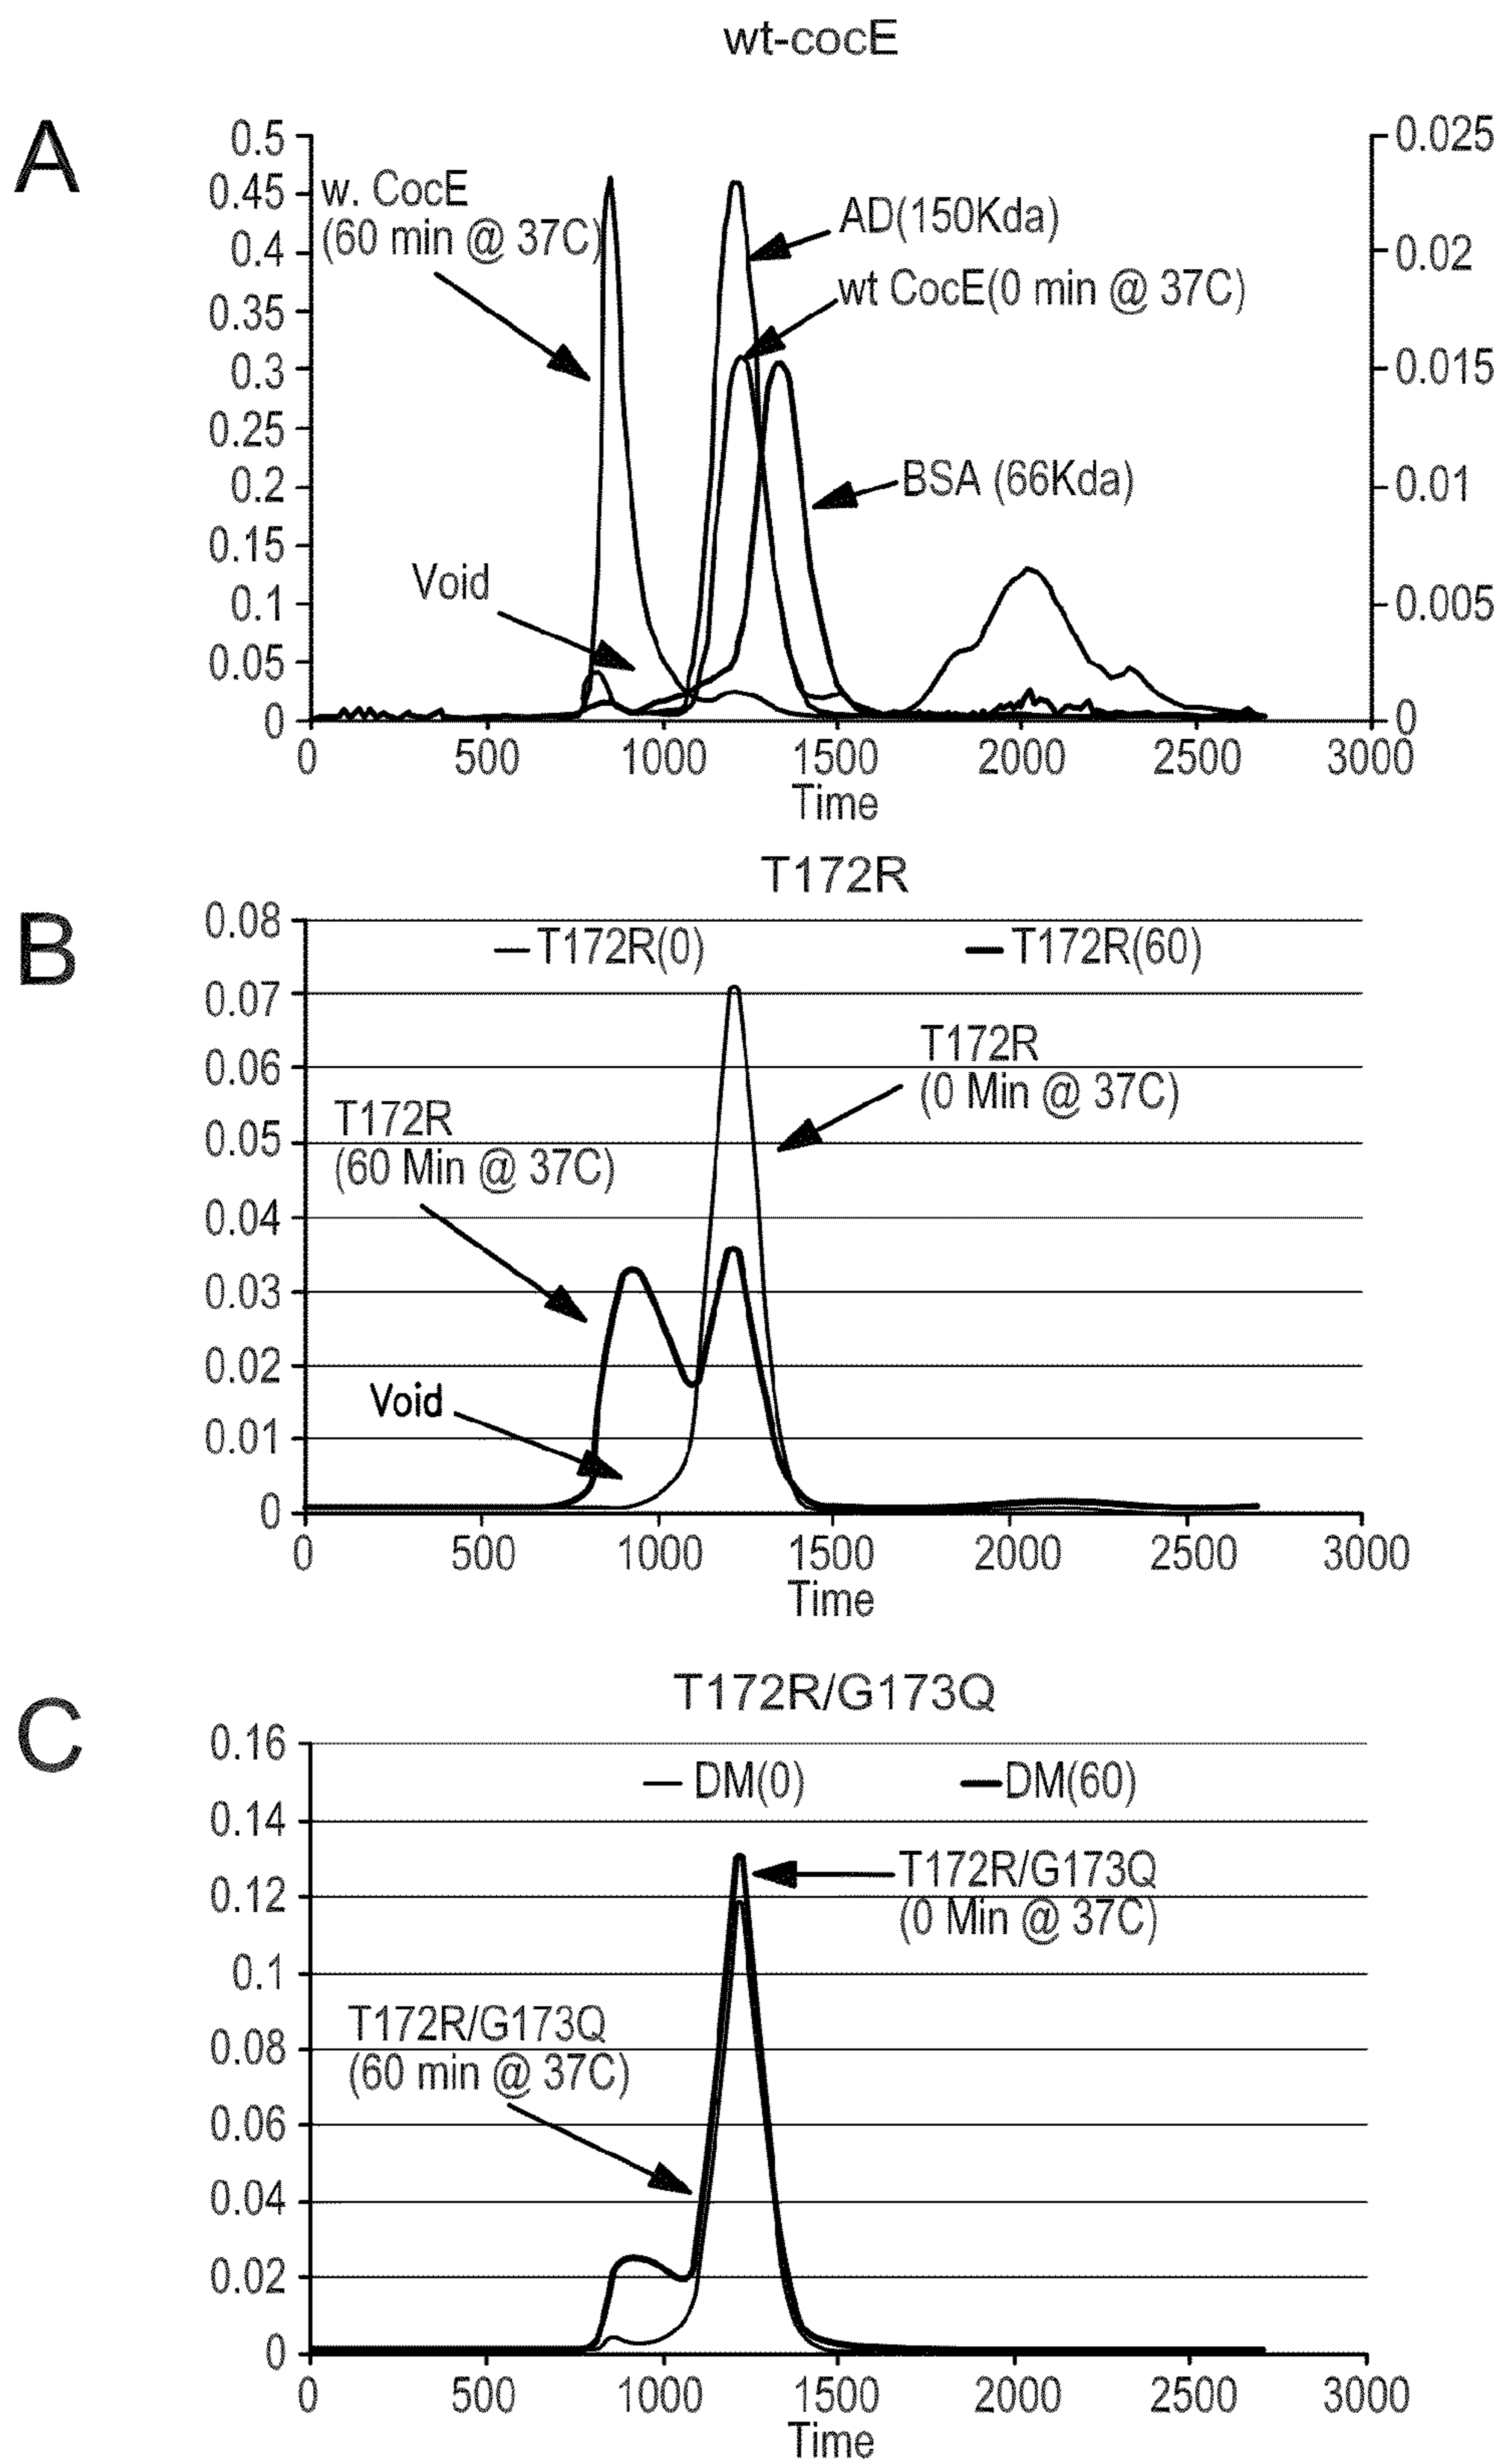 wt-cocE
A
0.5
0.45
0.4
0.35
0.3
0.25
0.2
0.15
0.1
0.05
0
0.025
0.02
0.015
0.01
0.005
0
w. CocE
(60 min @ 37C)
AD(150Kda)
wt CocE(0 min @ 37C)
BSA (66Kda)
Void
0 500 1000 1500 2000 2500 3000
Time
T172R
B
0.08
0.07
0.06
0.05
0.04
0.03
0.02
0.01
0
T172R(0) T172R(60)
T172R
(0 Min @ 37C)
T172R
(60 Min @ 37C)
Void
0 500 1000 1500 2000 2500 3000
Time
T172R/G173Q
C
0.16
0.14
0.12
0.1
0.08
0.06
0.04
0.02
0
DM(0) DM(60)
T172R/G173Q
(0 Min @ 37C)
T172R/G173Q
(60 min @ 37C)
0 500 1000 1500 2000 2500 3000
Time